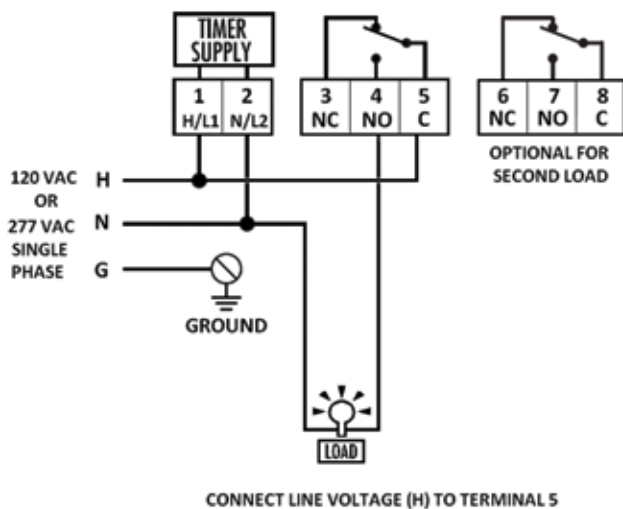 TIMER
SUPPLY
1 2
H/L1 N/L2
3 4 5
NC NO C
6 7 8
NC NO C
OPTIONAL FOR
SECOND LOAD
120 VAC
OR
277 VAC
SINGLE
PHASE
H
N
G
GROUND
LOAD
CONNECT LINE VOLTAGE (H) TO TERMINAL 5